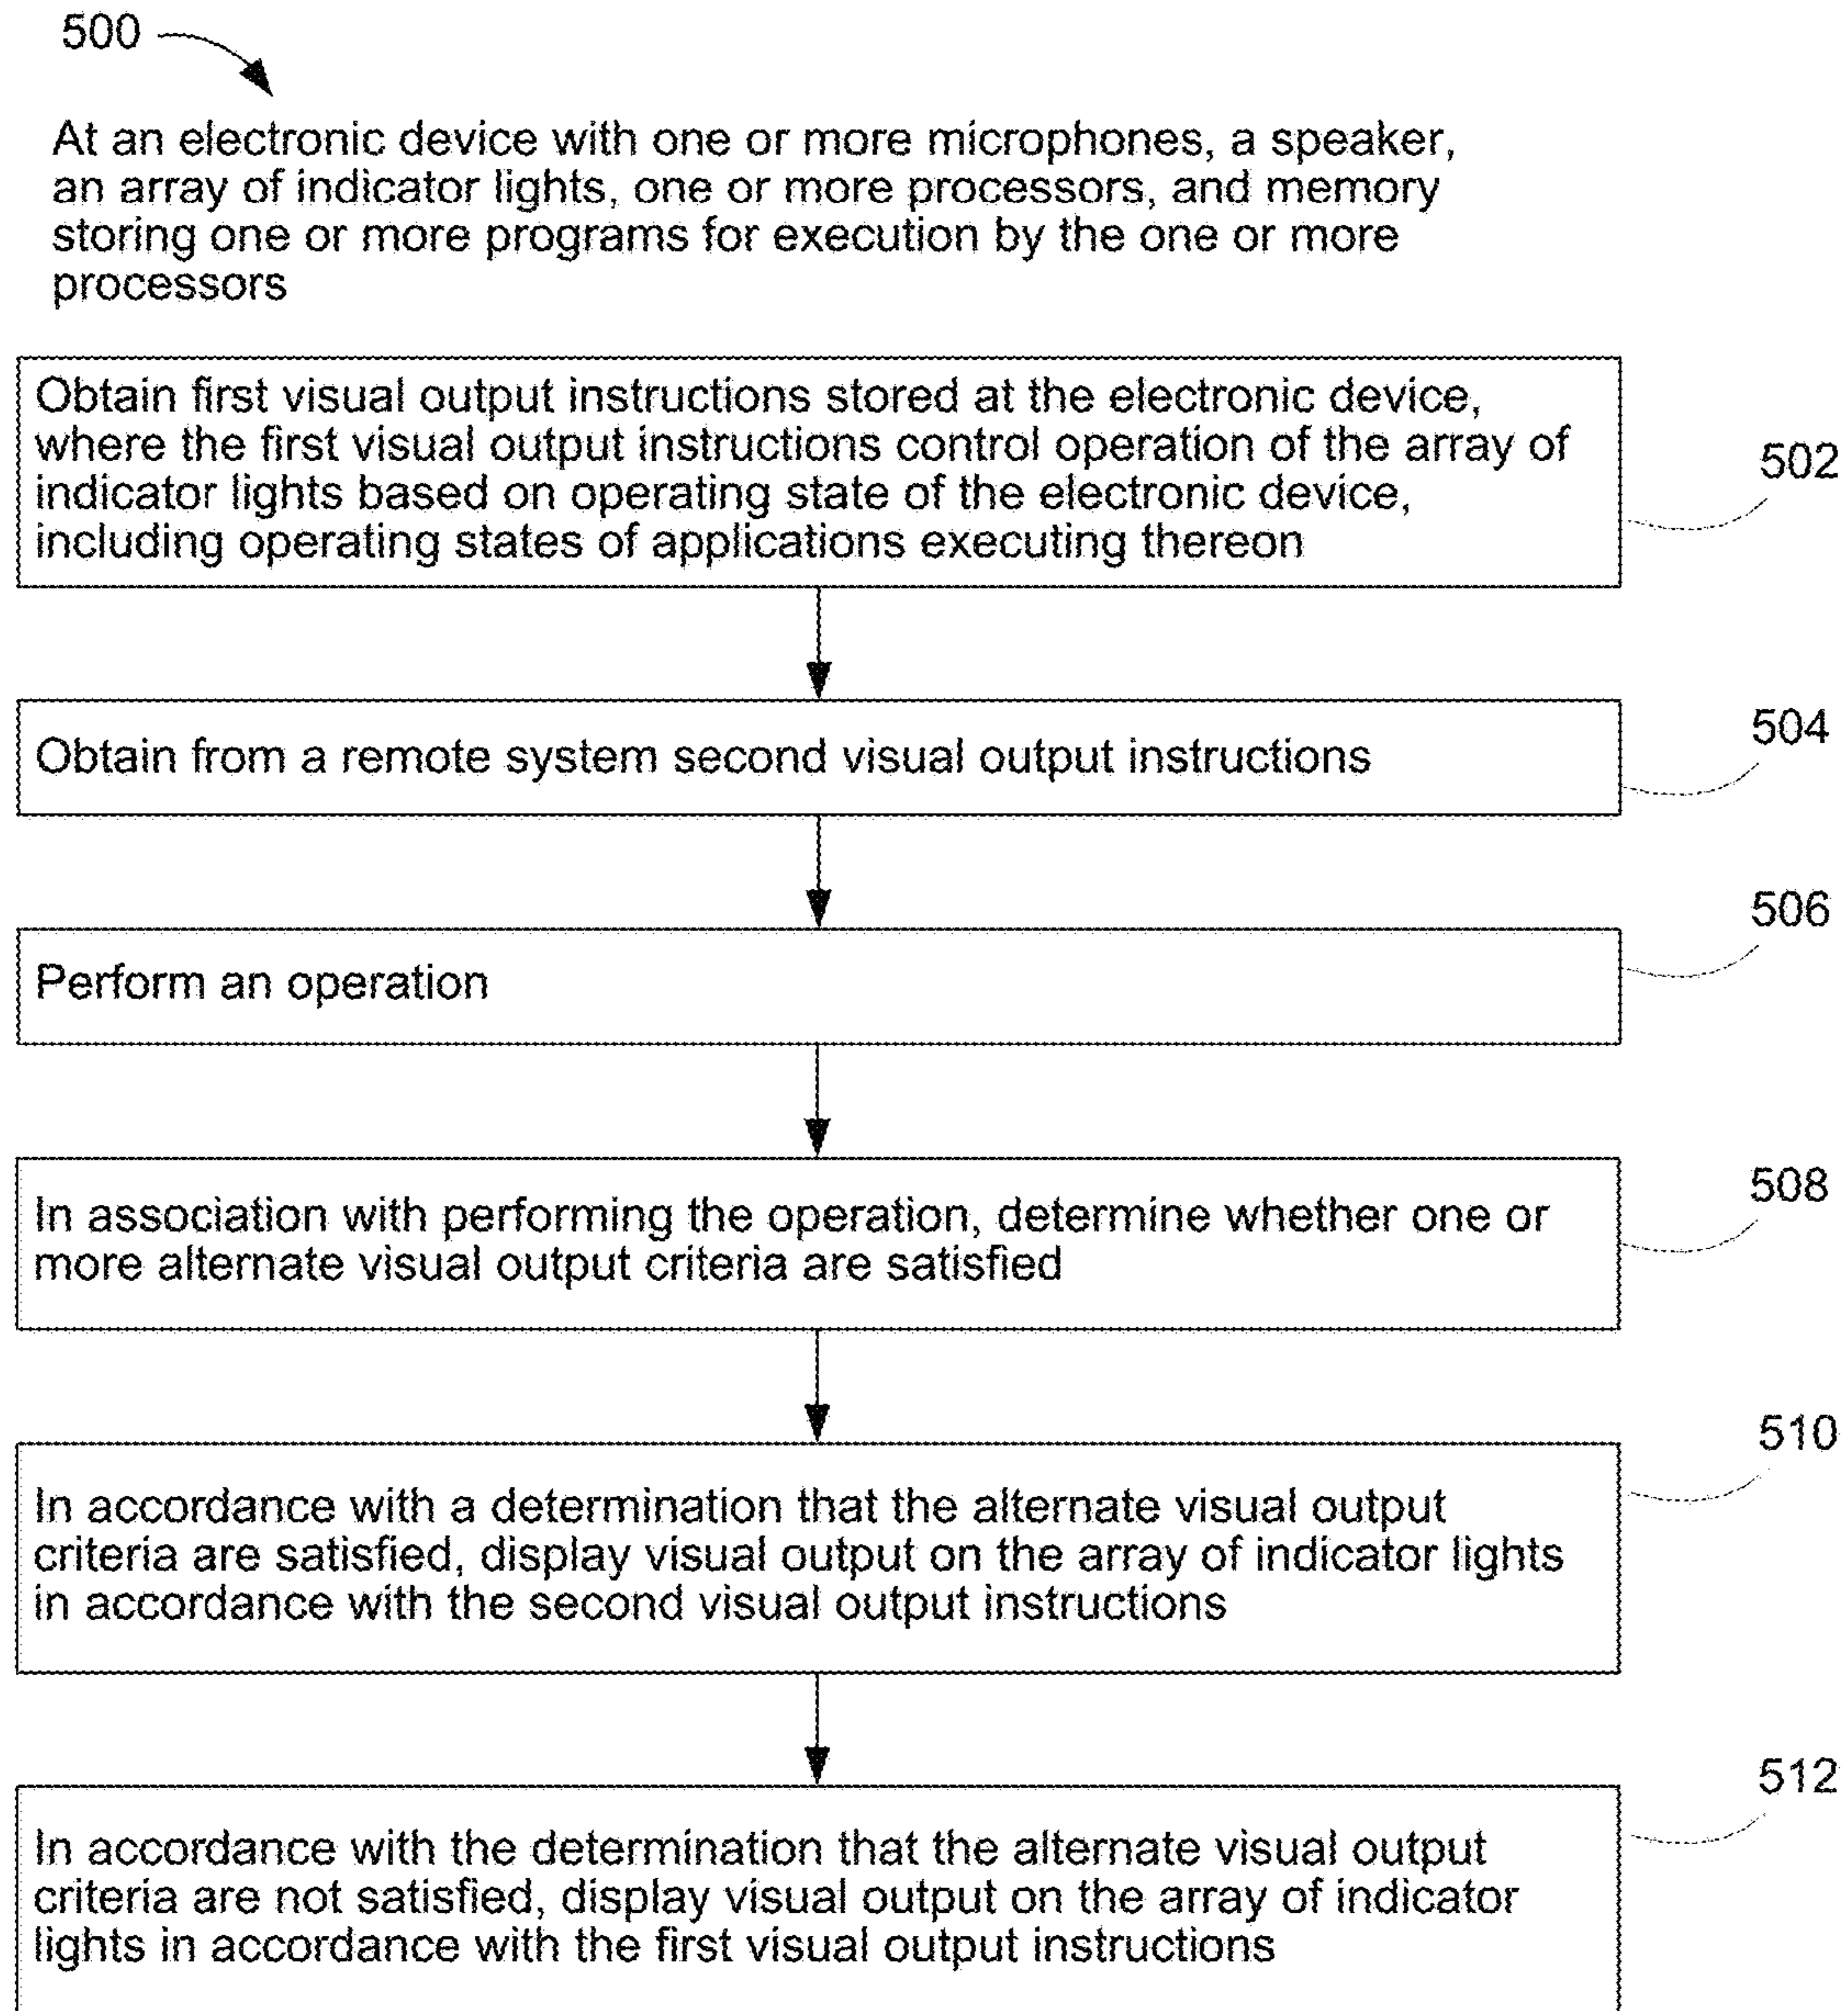 500
At an electronic device with one or more microphones, a speaker,
an array of indicator lights, one or more processors, and memory
storing one or more programs for execution by the one or more
processors
Obtain first visual output instructions stored at the electronic device,
where the first visual output instructions control operation of the array of
indicator lights based on operating state of the electronic device,
including operating states of applications executing thereon
502
Obtain from a remote system second visual output instructions
504
Perform an operation
506
In association with performing the operation, determine whether one or
more alternate visual output criteria are satisfied
508
In accordance with a determination that the alternate visual output
criteria are satisfied, display visual output on the array of indicator lights
in accordance with the second visual output instructions
510
In accordance with the determination that the alternate visual output
criteria are not satisfied, display visual output on the array of indicator
lights in accordance with the first visual output instructions
512